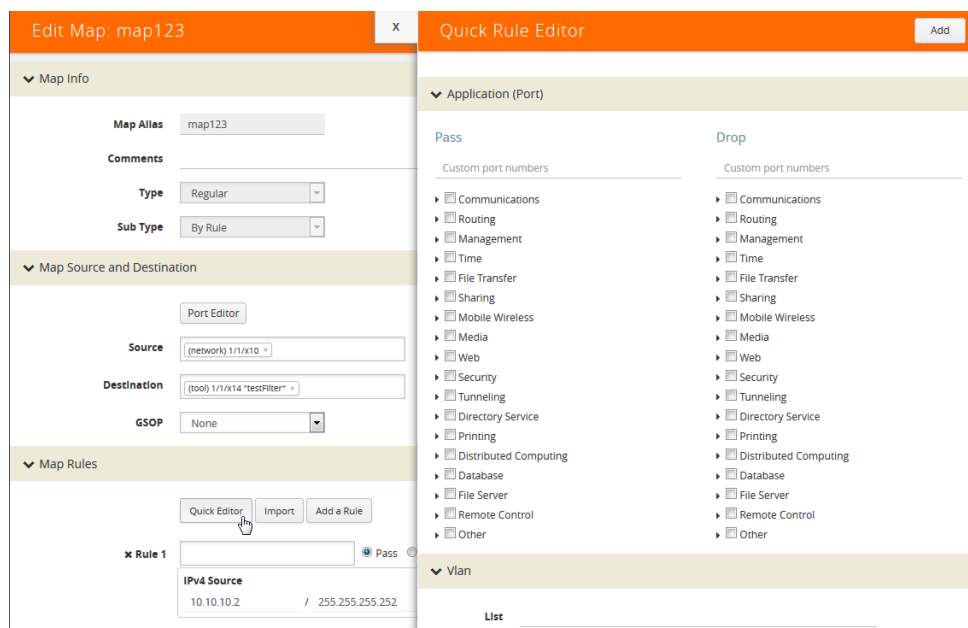 Edit Map: map123
x
Map Info
Map Alias
map123
Comments
Type
Regular
Sub Type
By Rule
Map Source and Destination
Port Editor
Source
(network) 1/1/x10 ×
Destination
(tool) 1/1/x14 "testFilter" ×
GSOP
None
Map Rules
Quick Editor
Import
Add a Rule
x Rule 1
Pass
IPv4 Source
10.10.10.2 / 255.255.255.252
Quick Rule Editor
Add
Application (Port)
Pass
Custom port numbers
Communications
Routing
Management
Time
File Transfer
Sharing
Mobile Wireless
Media
Web
Security
Tunneling
Directory Service
Printing
Distributed Computing
Database
File Server
Remote Control
Other
Drop
Custom port numbers
Communications
Routing
Management
Time
File Transfer
Sharing
Mobile Wireless
Media
Web
Security
Tunneling
Directory Service
Printing
Distributed Computing
Database
File Server
Remote Control
Other
Vlan
List